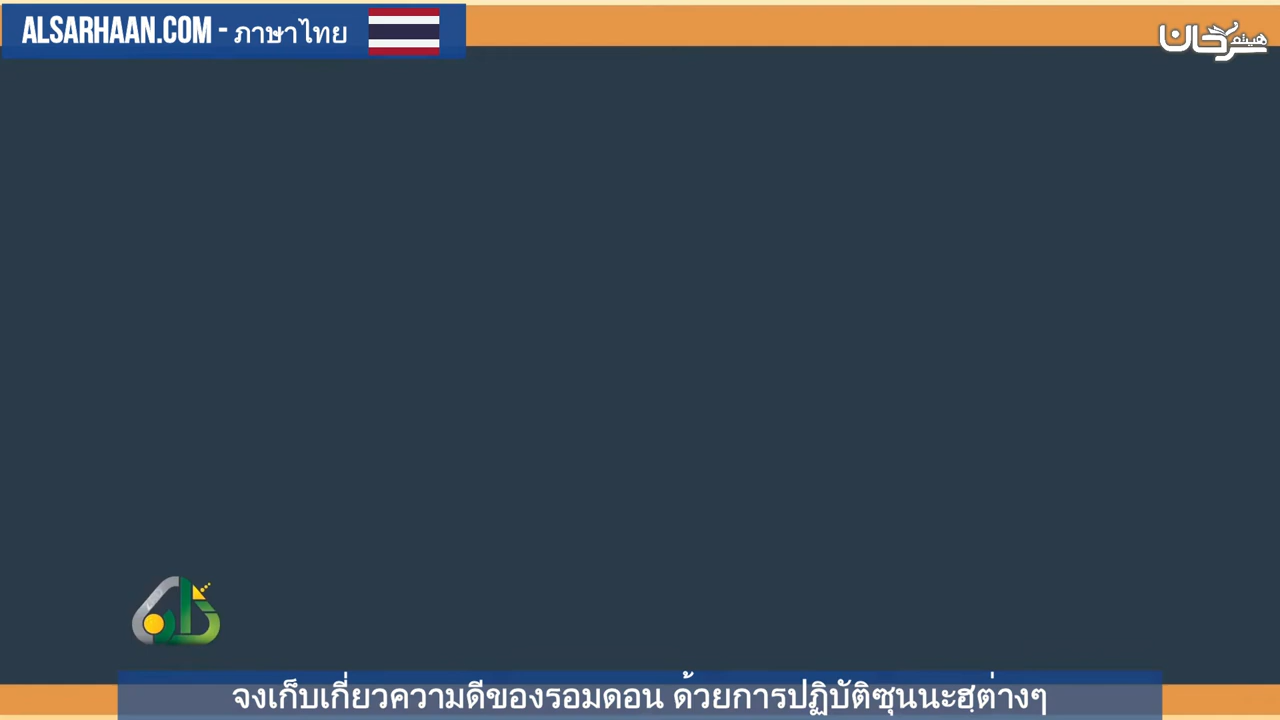 ALSARHAAN.COM - ภาษาไทย
هيثم سرحان
จงเก็บเกี่ยวความดีของรอมดอน ด้วยการปฏิบัติซุนนะฮฺต่างๆ